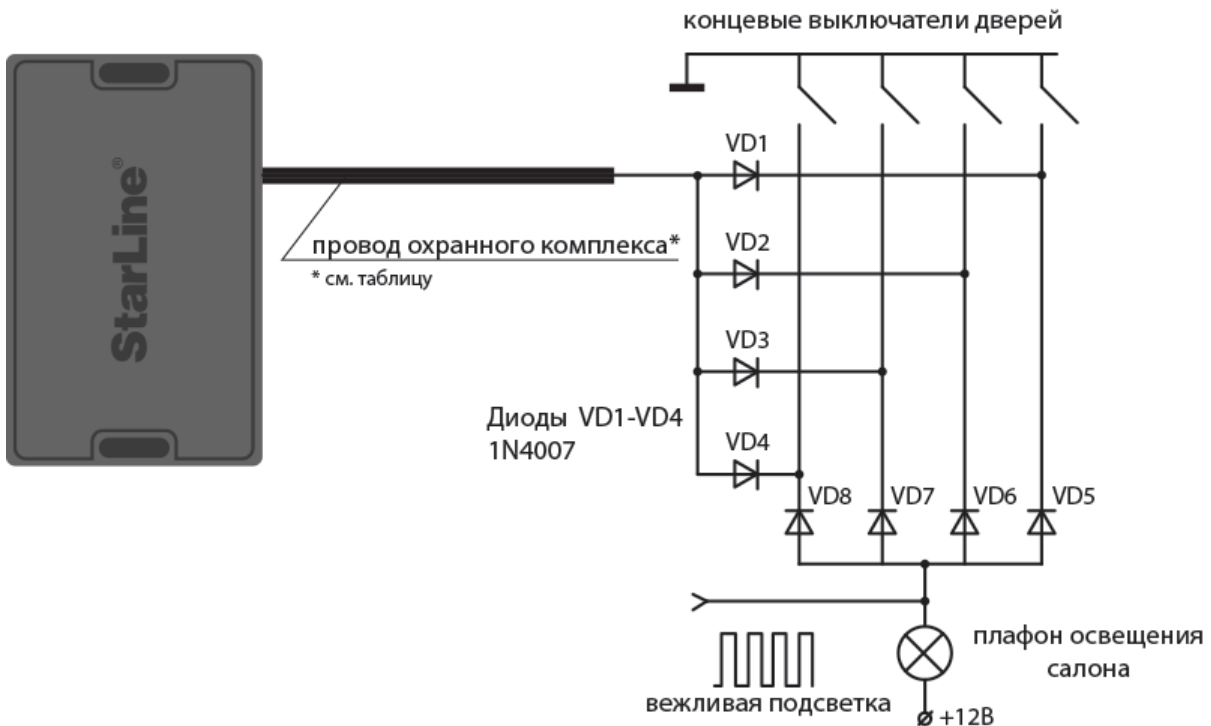 концевые выключатели дверей
StarLine®
VD1
провод охранного комплекса*
* см. таблицу
VD2
VD3
Диоды VD1-VD4
1N4007
VD4
VD8
VD7
VD6
VD5
плафон освещения
салона
вежливая подсветка
+12В